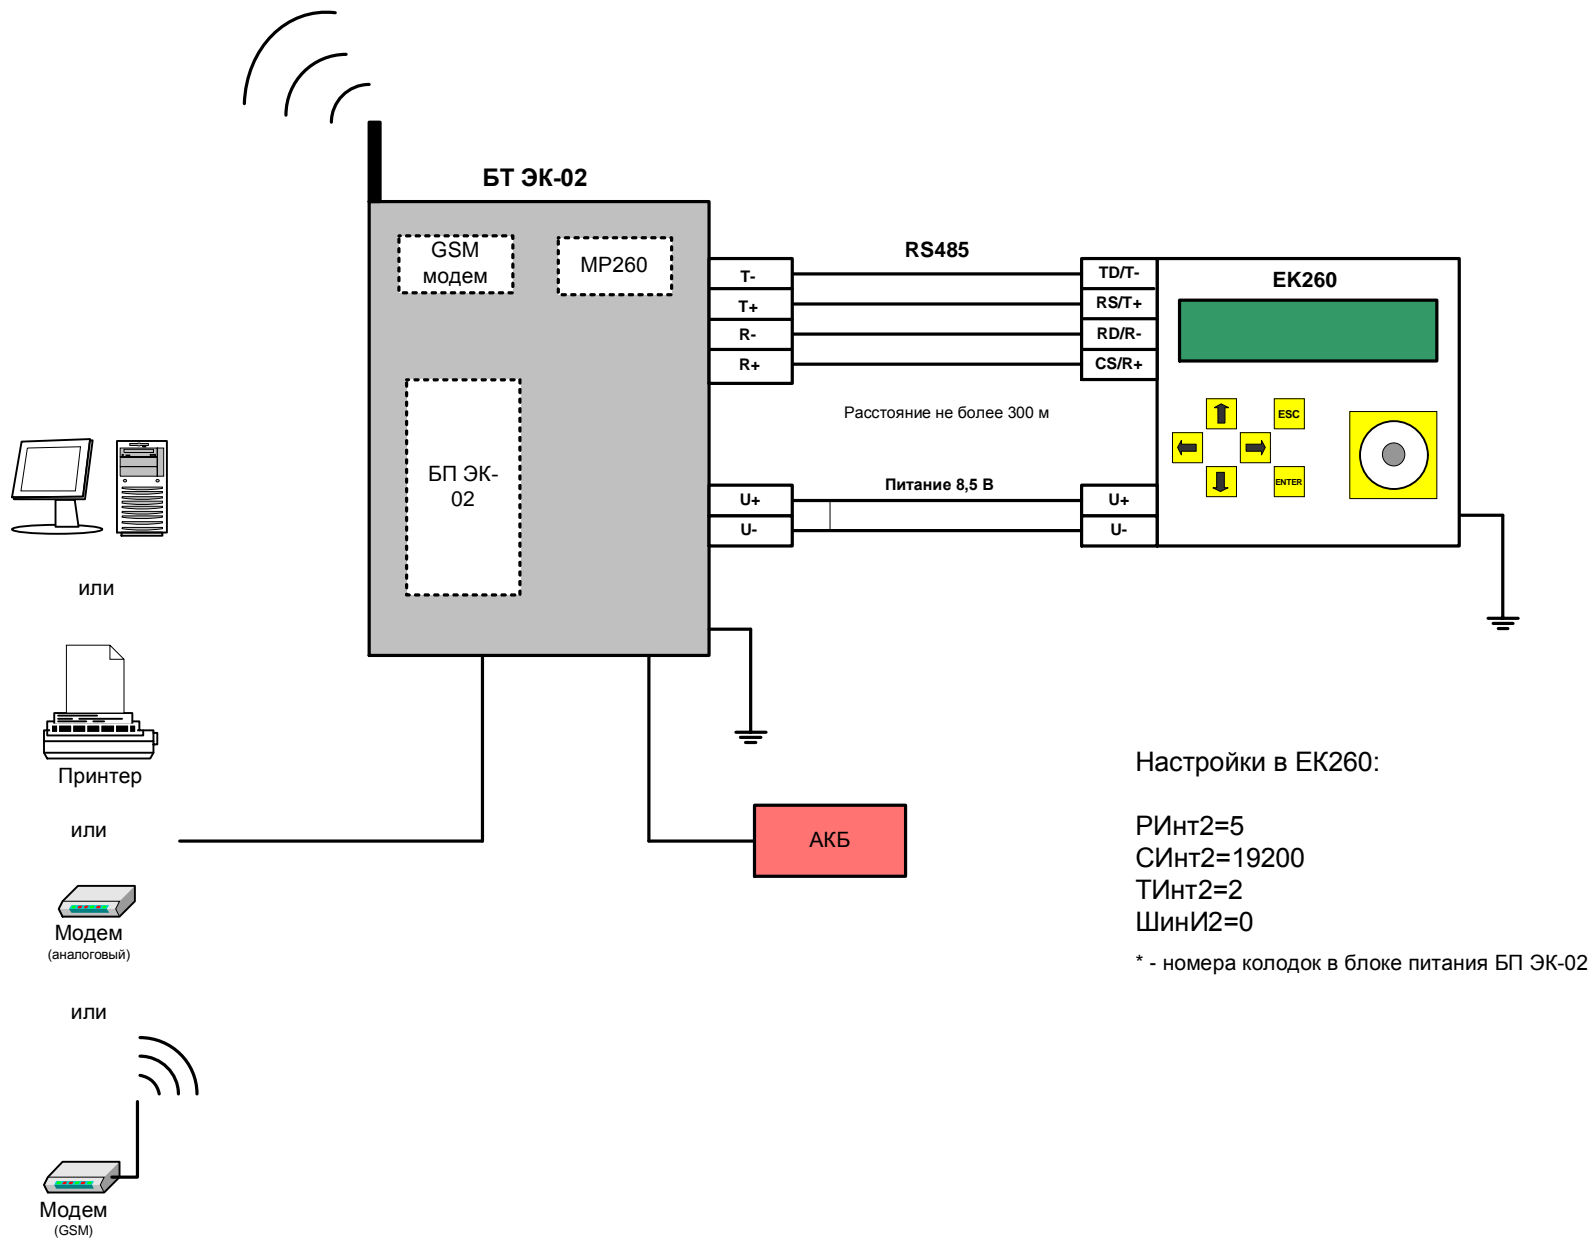 БТ ЭК-02
GSM
модем
МР260
БП ЭК-
02
T-
T+
R-
R+
U+
U-
RS485
Расстояние не более 300 м
Питание 8,5 В
TD/T-
RS/T+
RD/R-
CS/R+
U+
U-
EK260
ESC
ENTER
или
Принтер
или
Модем
(аналоговый)
или
Модем
(GSM)
АКБ
Настройки в ЕК260:
РИнт2=5
СИнт2=19200
ТИнт2=2
ШинИ2=0
* - номера колодок в блоке питания БП ЭК-02